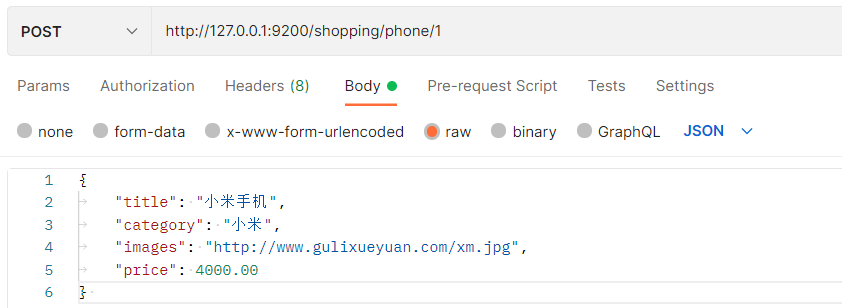 POST http://127.0.0.1:9200/shopping/phone/1
Params Authorization Headers (8) Body Pre-request Script Tests Settings
none form-data x-www-form-urlencoded raw binary GraphQL JSON
1 {
2 "title": "小米手机",
3 "category": "小米",
4 "images": "http://www.gulixueyuan.com/xm.jpg",
5 "price": 4000.00
6 }